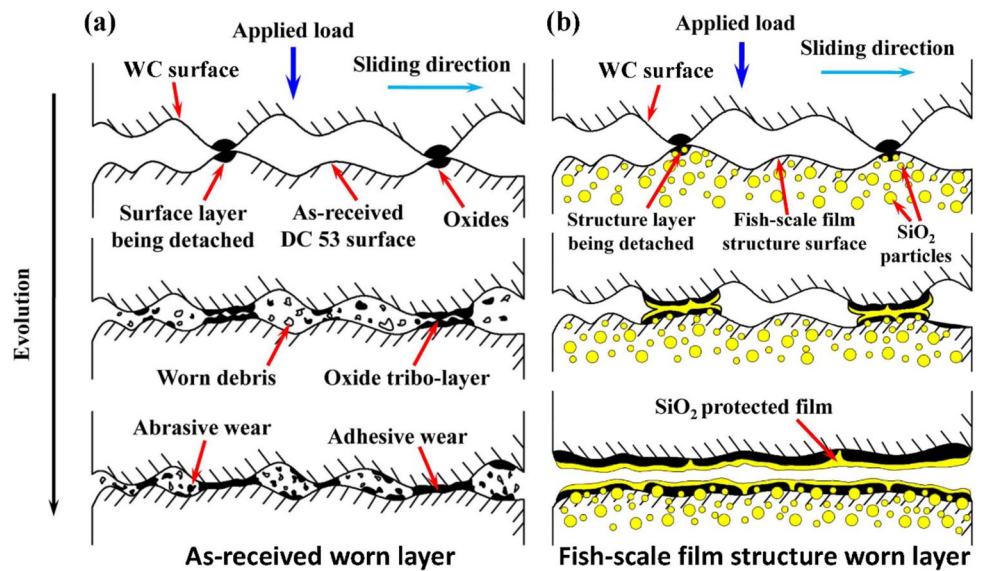 (a)
Applied load
WC surface
Sliding direction
Surface layer
being detached
As-received
DC 53 surface
Oxides
Worn debris
Oxide tribo-layer
Abrasive wear
Adhesive wear
As-received worn layer
Evolution
(b)
Applied load
WC surface
Sliding direction
Structure layer
being detached
Fish-scale film
structure surface
SiO2
particles
SiO2 protected film
Fish-scale film structure worn layer